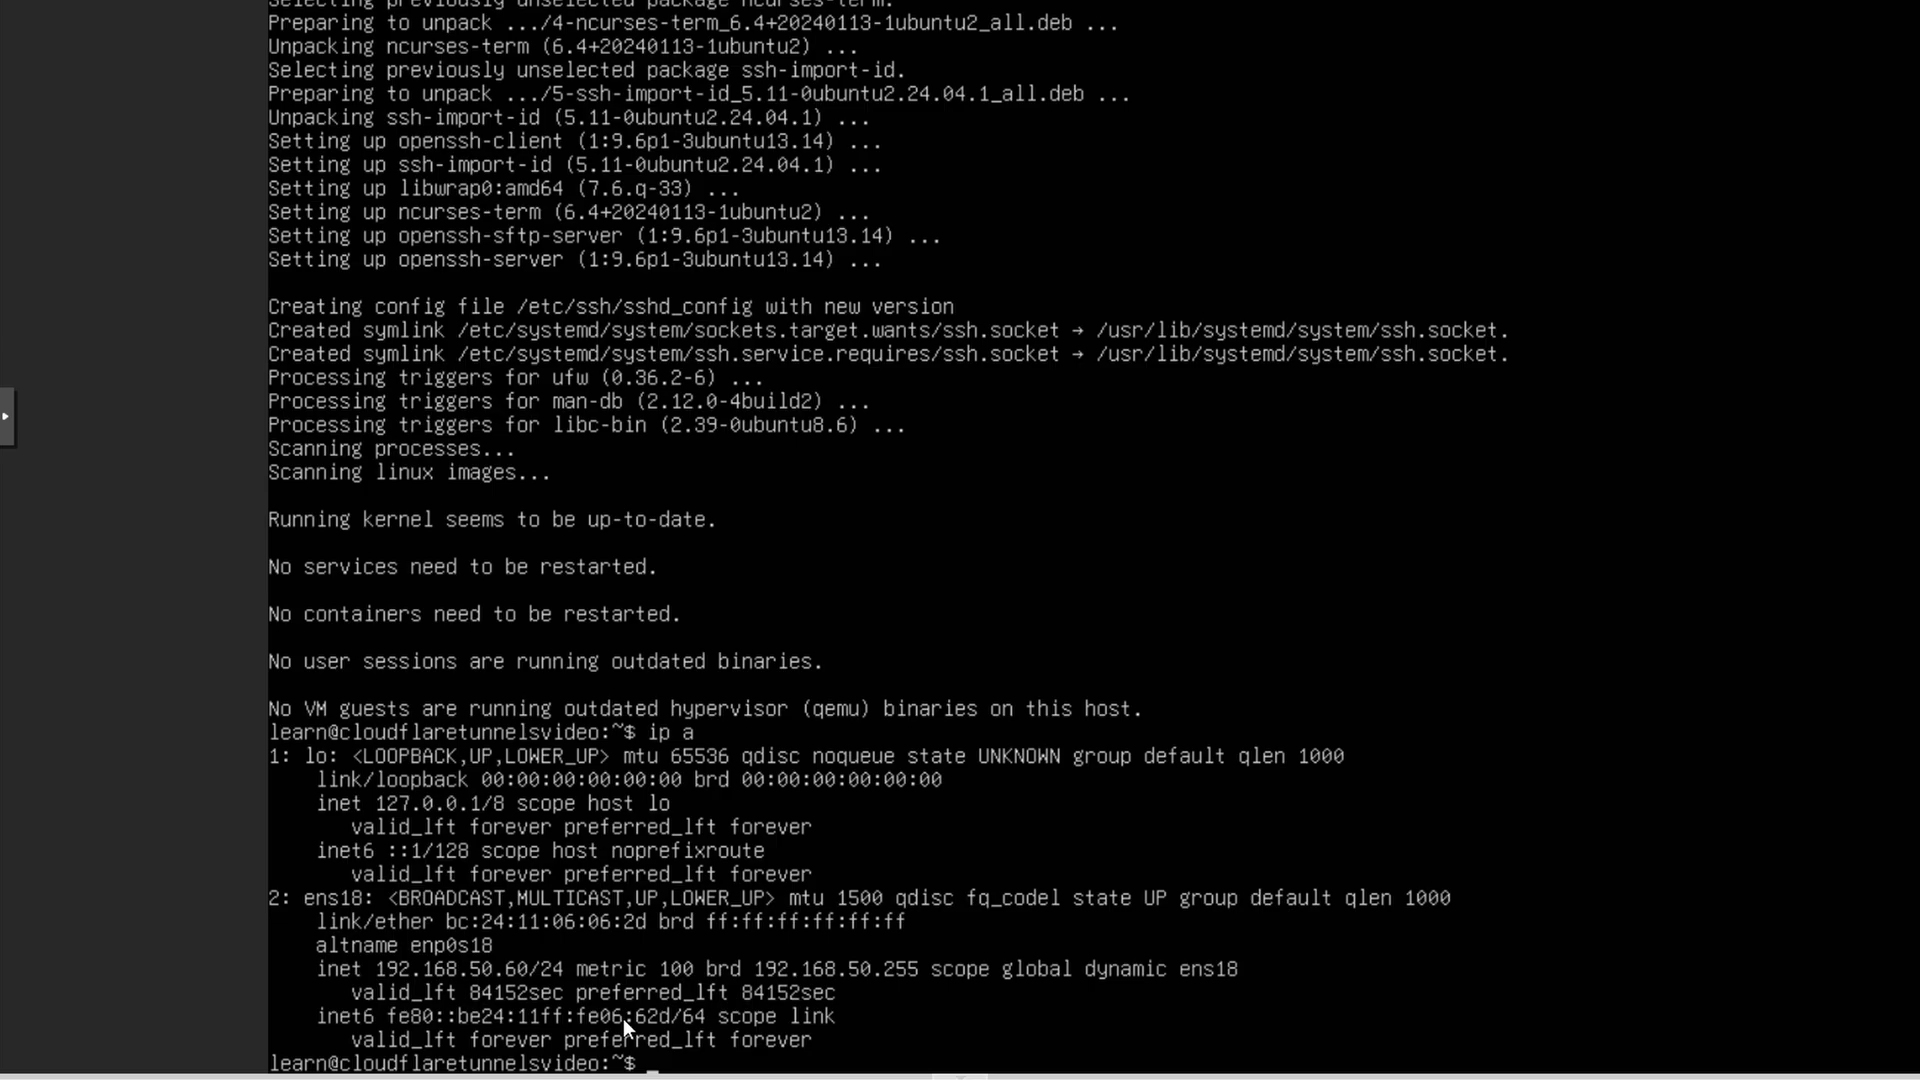 Selecting previously unselected package ncurses-term.
Preparing to unpack .../4-ncurses-term_6.4+20240113-1ubuntu2_all.deb ...
Unpacking ncurses-term (6.4+20240113-1ubuntu2) ...
Selecting previously unselected package ssh-import-id.
Preparing to unpack .../5-ssh-import-id_5.11-0ubuntu2.24.04.1_all.deb ...
Unpacking ssh-import-id (5.11-0ubuntu2.24.04.1) ...
Setting up openssh-client (1:9.6p1-3ubuntu13.14) ...
Setting up ssh-import-id (5.11-0ubuntu2.24.04.1) ...
Setting up libwrap0:amd64 (7.6.q-33) ...
Setting up ncurses-term (6.4+20240113-1ubuntu2) ...
Setting up openssh-sftp-server (1:9.6p1-3ubuntu13.14) ...
Setting up openssh-server (1:9.6p1-3ubuntu13.14) ...
Creating config file /etc/ssh/sshd_config with new version
Created symlink /etc/systemd/system/sockets.target.wants/ssh.socket → /usr/lib/systemd/system/ssh.socket.
Created symlink /etc/systemd/system/ssh.service.requires/ssh.socket → /usr/lib/systemd/system/ssh.socket.
Processing triggers for ufw (0.36.2-6) ...
Processing triggers for man-db (2.12.0-4build2) ...
Processing triggers for libc-bin (2.39-0ubuntu8.6) ...
Scanning processes...
Scanning linux images...
Running kernel seems to be up-to-date.
No services need to be restarted.
No containers need to be restarted.
No user sessions are running outdated binaries.
No VM guests are running outdated hypervisor (qemu) binaries on this host.
learn@cloudflaretunnelsvideo:~$ ip a
1: lo: <LOOPBACK,UP,LOWER_UP> mtu 65536 qdisc noqueue state UNKNOWN group default qlen 1000
link/loopback 00:00:00:00:00:00 brd 00:00:00:00:00:00
inet 127.0.0.1/8 scope host lo
valid_lft forever preferred_lft forever
inet6 ::1/128 scope host noprefixroute
valid_lft forever preferred_lft forever
2: ens18: <BROADCAST,MULTICAST,UP,LOWER_UP> mtu 1500 qdisc fq_codel state UP group default qlen 1000
link/ether bc:24:11:06:06:2d brd ff:ff:ff:ff:ff:ff
altname enp0s18
inet 192.168.50.60/24 metric 100 brd 192.168.50.255 scope global dynamic ens18
valid_lft 84152sec preferred_lft 84152sec
inet6 fe80::be24:11ff:fe06:62d/64 scope link
valid_lft forever preferred_lft forever
learn@cloudflaretunnelsvideo:~$ _